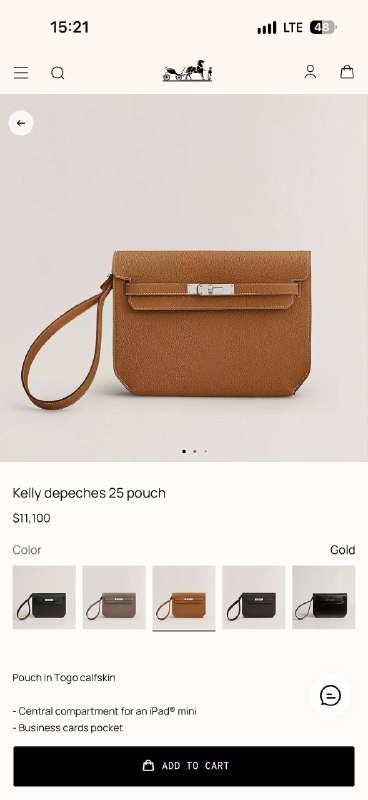 15:21
LTE 48
Kelly depeches 25 pouch
$11,100
Color Gold
Pouch in Togo calfskin
- Central compartment for an iPad® mini
- Business cards pocket
ADD TO CART